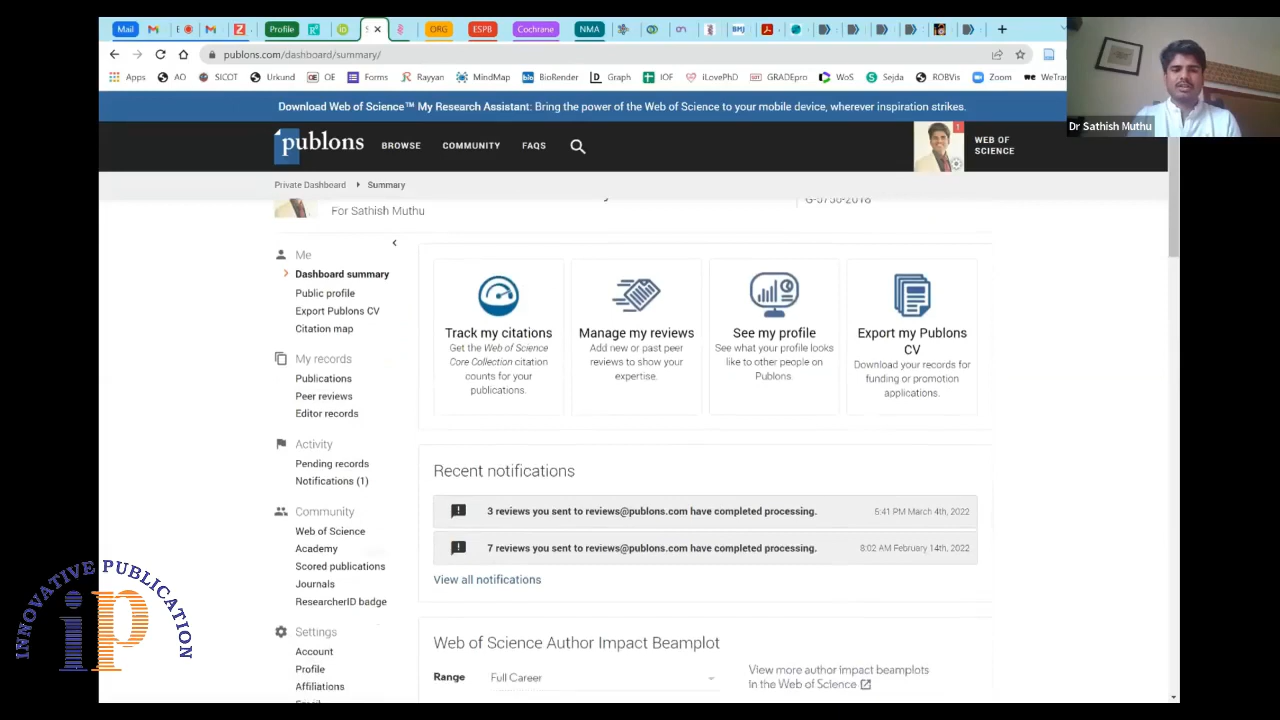 Mail
Profile
ORG
ESPB
Cochrane
NMA
BMJ
publons.com/dashboard/summary/
Apps
AO
SICOT
Urkund
OE
Forms
Rayyan
MindMap
BioRender
Graph
IOF
iLovePhD
GRADEpro
WoS
Sejda
ROBVis
Zoom
WeTra
Dr Sathish Muthu
Download Web of Science™ My Research Assistant: Bring the power of the Web of Science to your mobile device, wherever inspiration strikes.
publons
BROWSE
COMMUNITY
FAQS
1
WEB OF
SCIENCE
Private Dashboard
Summary
For Sathish Muthu
Me
Dashboard summary
Public profile
Export Publons CV
Citation map
My records
Publications
Peer reviews
Editor records
Activity
Pending records
Notifications (1)
Community
Web of Science
Academy
Scored publications
Journals
ResearcherID badge
Settings
Account
Profile
Affiliations
Track my citations
Get the Web of Science
Core Collection citation
counts for your
publications.
Manage my reviews
Add new or past peer
reviews to show your
expertise.
See my profile
See what your profile looks
like to other people on
Publons.
Export my Publons
CV
Download your records for
funding or promotion
applications.
Recent notifications
3 reviews you sent to reviews@publons.com have completed processing.
5:41 PM March 4th, 2022
7 reviews you sent to reviews@publons.com have completed processing.
8:02 AM February 14th, 2022
View all notifications
Web of Science Author Impact Beamplot
Range
Full Career
View more author impact beamplots
in the Web of Science
INNOVATIVE PUBLICATION
ip